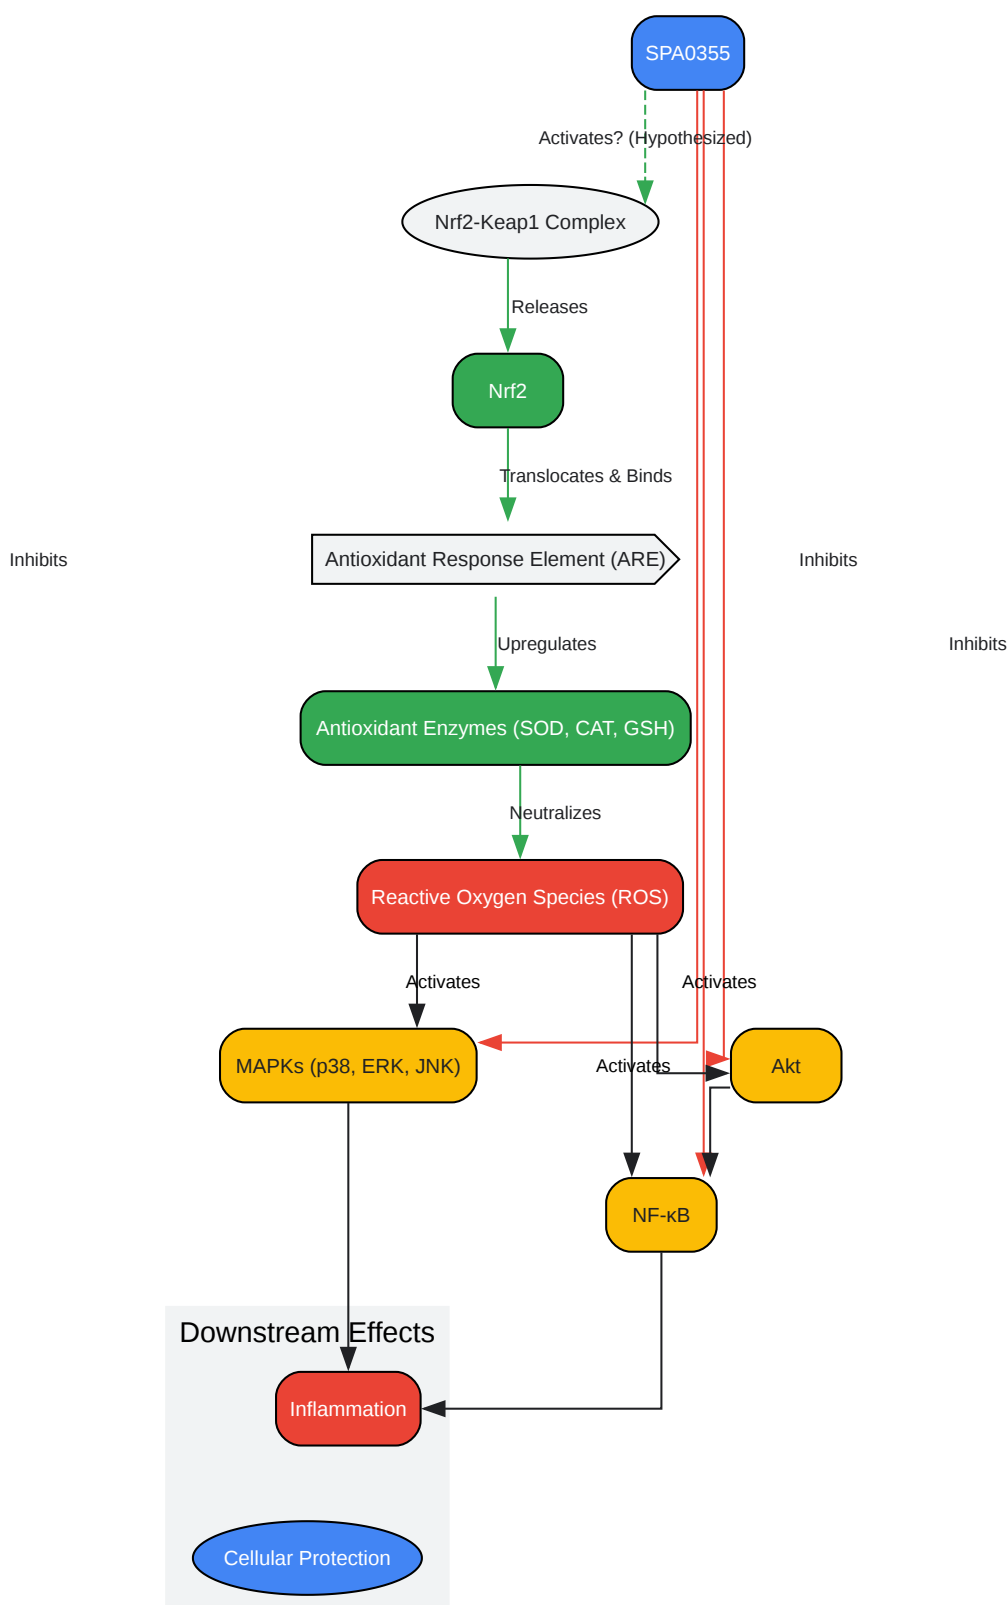 SPA0355
Activates? (Hypothesized)
Nrf2-Keap1 Complex
Releases
Nrf2
Translocates & Binds
Inhibits
Antioxidant Response Element (ARE)
Inhibits
Upregulates
Inhibits
Antioxidant Enzymes (SOD, CAT, GSH)
Neutralizes
Reactive Oxygen Species (ROS)
Activates
Activates
MAPKs (p38, ERK, JNK)
Activates
Akt
NF-κB
Downstream Effects
Inflammation
Cellular Protection